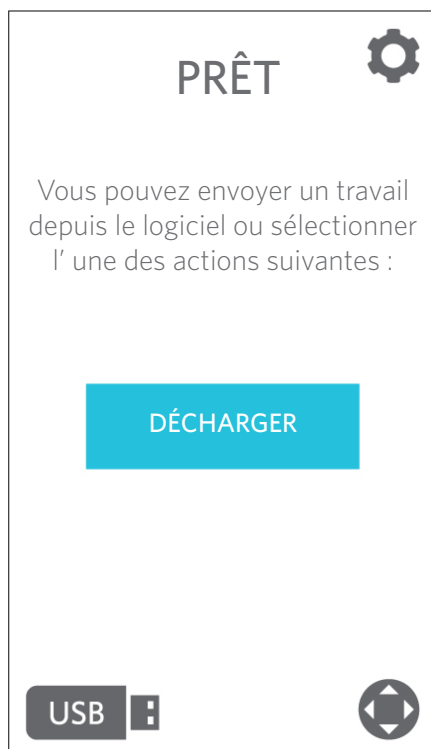 PRÊT
Vous pouvez envoyer un travail
depuis le logiciel ou sélectionner
l’ une des actions suivantes :
DÉCHARGER
USB